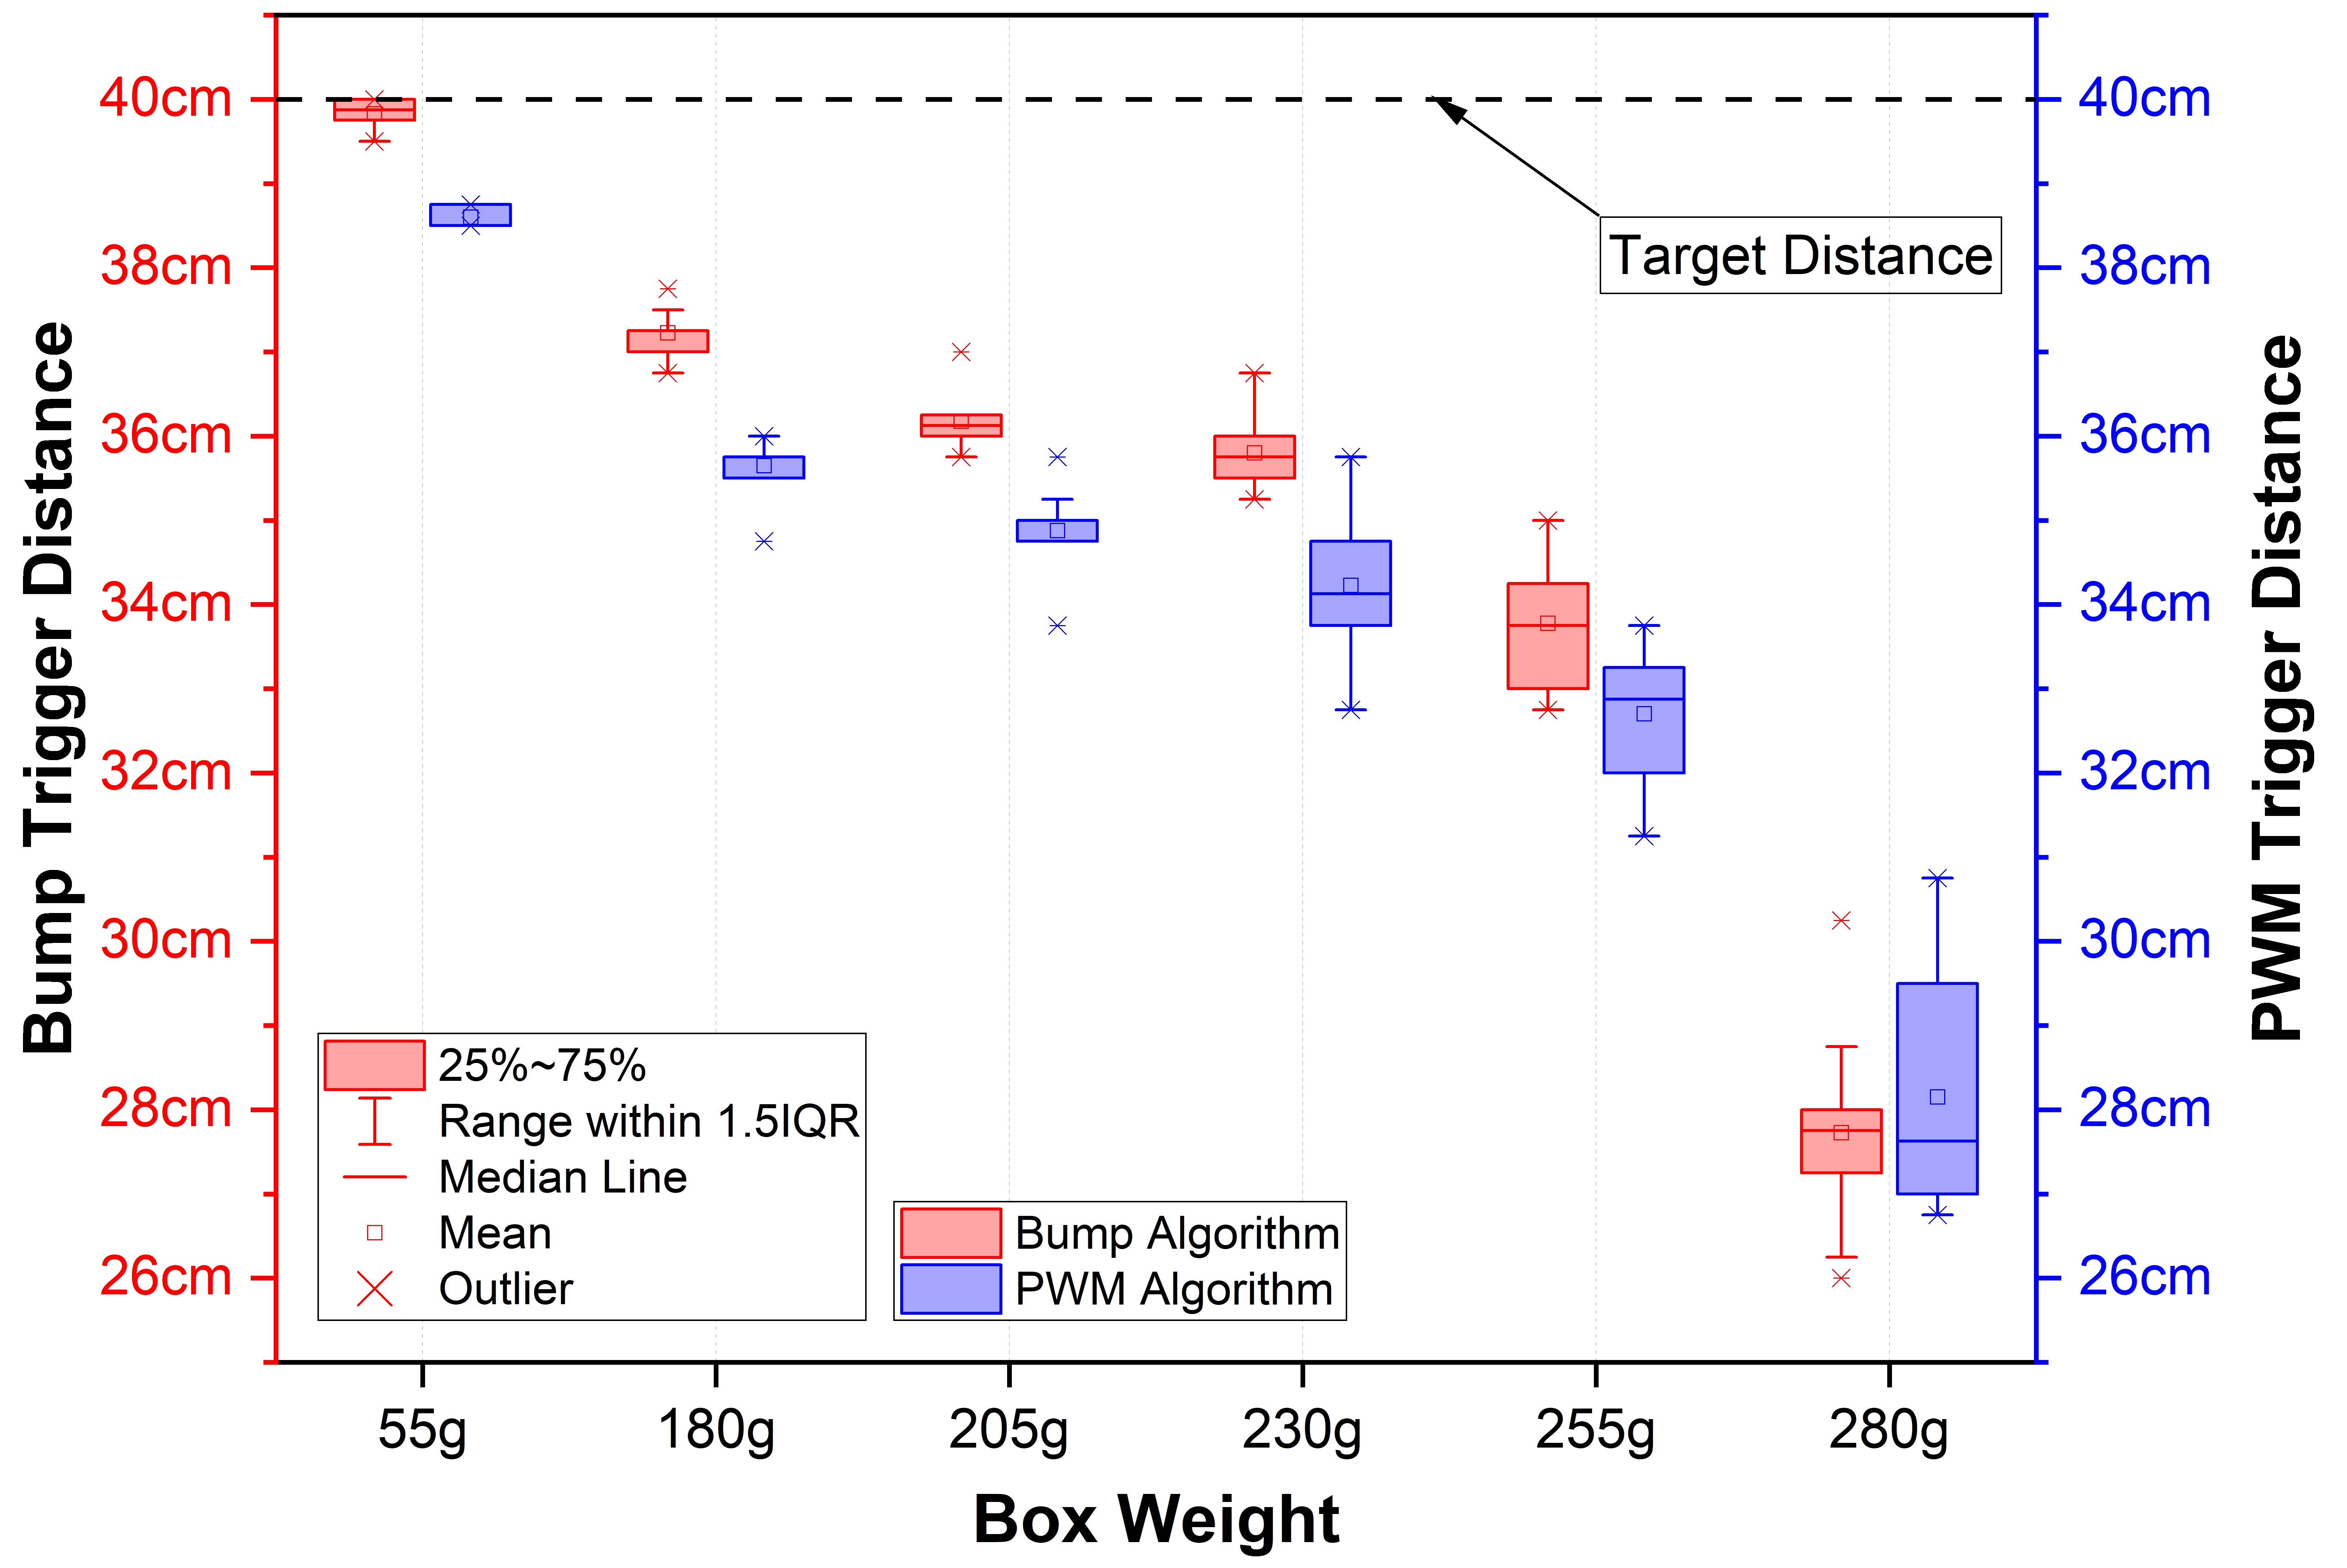 Bump Trigger Distance
40cm
38cm
36cm
34cm
32cm
30cm
28cm
26cm
Target Distance
25%~75%
Range within 1.5IQR
Median Line
Mean
Outlier
Bump Algorithm
PWM Algorithm
40cm
38cm
36cm
34cm
32cm
30cm
28cm
26cm
PWM Trigger Distance
55g
180g
205g
230g
255g
280g
Box Weight